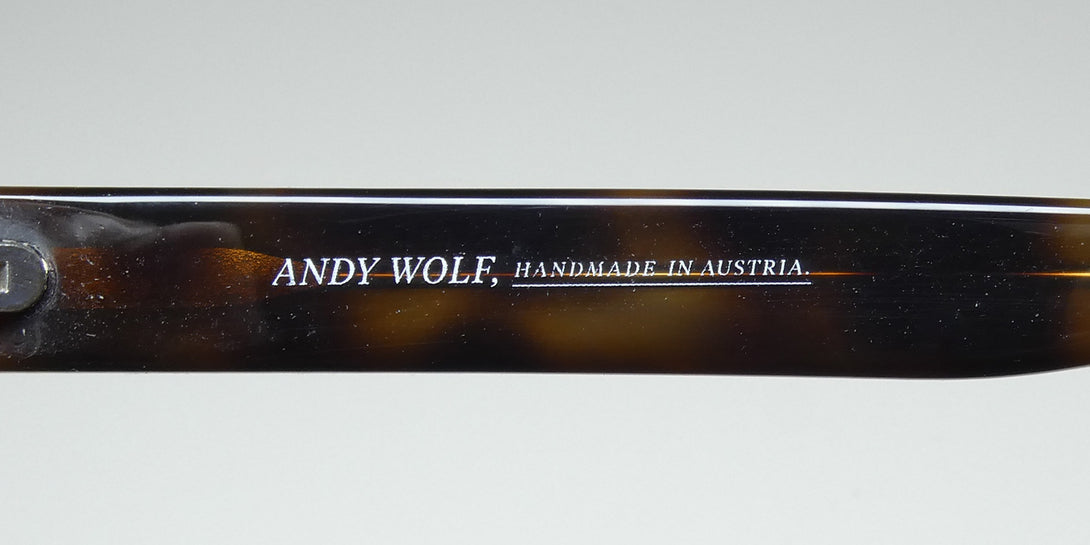 ANDY WOLF, HANDMADE IN AUSTRIA.